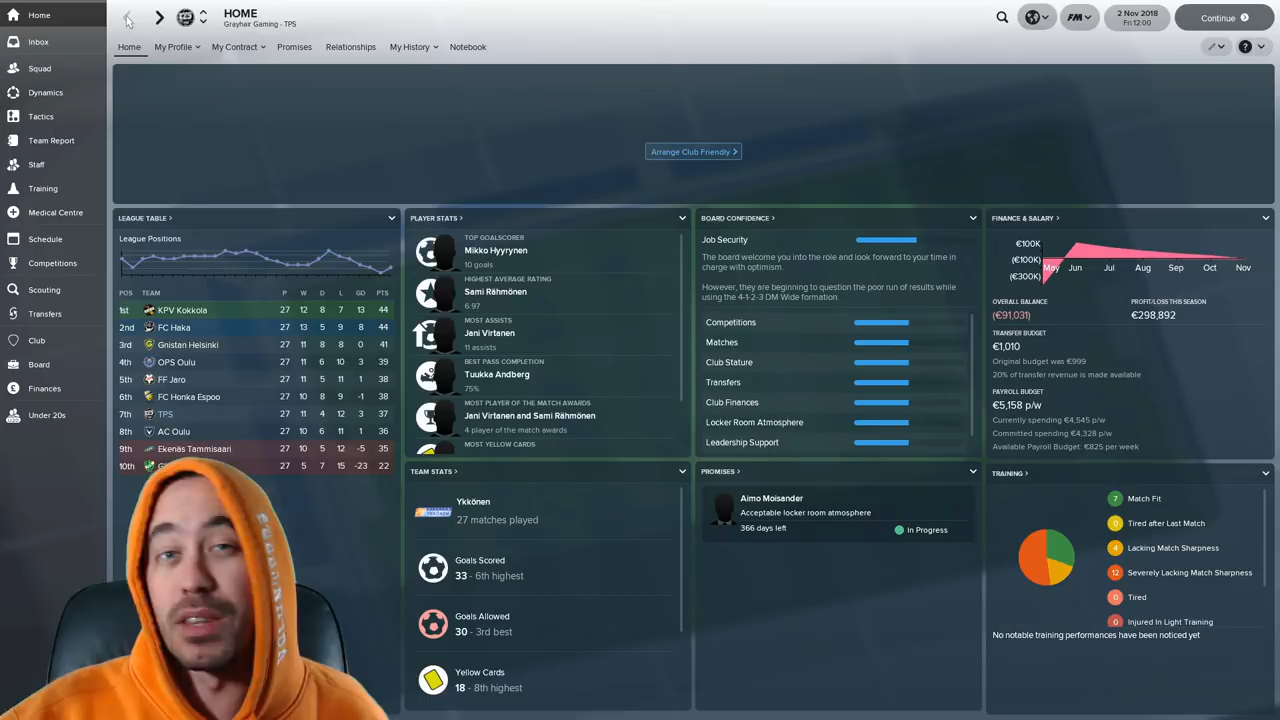 Home
Inbox
Squad
Dynamics
Tactics
Team Report
Staff
Training
Medical Centre
Schedule
Competitions
Scouting
Transfers
Club
Board
Finances
Under 20s
HOME
Grayhair Gaming - TPS
FM
2 Nov 2018
Fri 12:00
Continue
Home My Profile My Contract Promises Relationships My History Notebook
?
Arrange Club Friendly >
LEAGUE TABLE >
League Positions
POS TEAM P W D L GD PTS
1st KPV Kokkola 27 12 8 7 13 44
2nd FC Haka 27 13 5 9 8 44
3rd Gnistan Helsinki 27 11 8 8 0 41
4th OPS Oulu 27 11 6 10 3 39
5th FF Jaro 27 11 5 11 1 38
6th FC Honka Espoo 27 10 8 9 -1 38
7th TPS 27 11 4 12 3 37
8th AC Oulu 27 10 6 11 1 36
9th Ekenäs Tammisaari 27 10 5 12 -5 35
10th 27 5 7 15 -23 22
PLAYER STATS >
TOP GOALSCORER
Mikko Hyyrynen
10 goals
HIGHEST AVERAGE RATING
Sami Rähmönen
6.97
MOST ASSISTS
Jani Virtanen
11 assists
BEST PASS COMPLETION
Tuukka Andberg
75%
MOST PLAYER OF THE MATCH AWARDS
Jani Virtanen and Sami Rähmönen
4 player of the match awards
MOST YELLOW CARDS
TEAM STATS >
Ykkönen
27 matches played
Goals Scored
33 - 6th highest
Goals Allowed
30 - 3rd best
Yellow Cards
18 - 8th highest
BOARD CONFIDENCE >
Job Security
The board welcome you into the role and look forward to your time in
charge with optimism.
However, they are beginning to question the poor run of results while
using the 4-1-2-3 DM Wide formation.
Competitions
Matches
Club Stature
Transfers
Club Finances
Locker Room Atmosphere
Leadership Support
PROMISES >
Aimo Moisander
Acceptable locker room atmosphere
366 days left
In Progress
FINANCE & SALARY >
€100K
(€100K)
(€300K)
May Jun Jul Aug Sep Oct Nov
OVERALL BALANCE
(€91,031)
PROFIT/LOSS THIS SEASON
€298,892
TRANSFER BUDGET
€1,010
Original budget was €999
20% of transfer revenue is made available
PAYROLL BUDGET
€5,158 p/w
Currently spending €4,545 p/w
Committed spending €4,328 p/w
Available Payroll Budget: €825 per week
TRAINING >
7 Match Fit
0 Tired after Last Match
4 Lacking Match Sharpness
12 Severely Lacking Match Sharpness
0 Tired
0 Injured In Light Training
No notable training performances have been noticed yet